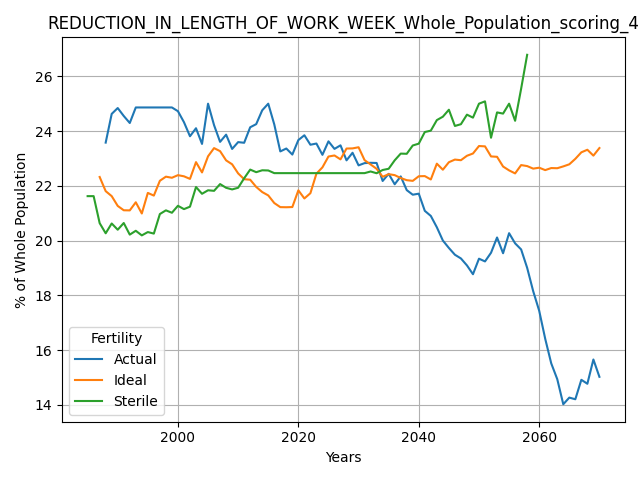 REDUCTION_IN_LENGTH_OF_WORK_WEEK_Whole_Population_scoring_4
% of Whole Population
26
24
22
20
18
16
14
Fertility
Actual
Ideal
Sterile
2000 2020 2040 2060
Years